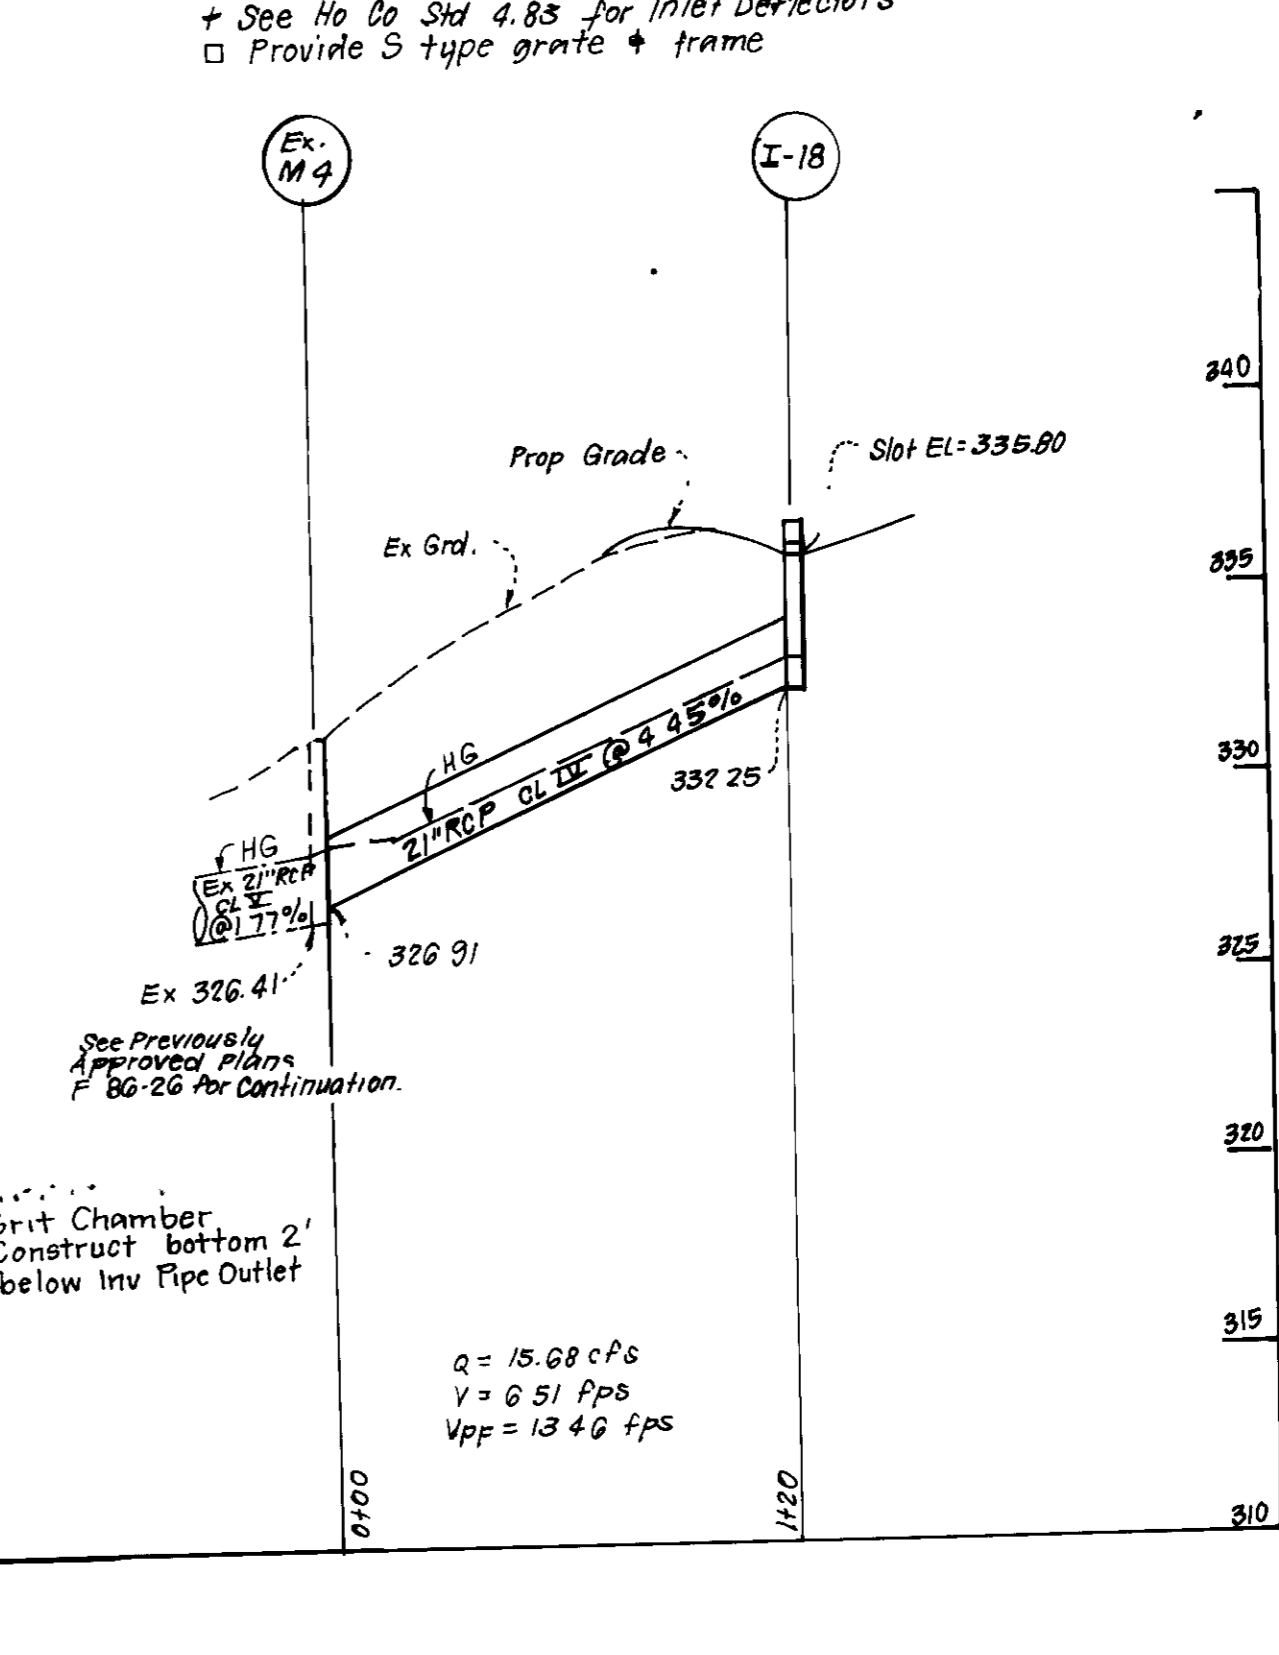 + See Ho Co Std 4.83 for Inlet Deflectors
□ Provide S type grate & frame
Ex.
M4
I-18
340
Prop Grade
Slot EL=335.80
Ex Grd.
335
HG
21"RCP CL IV @ 4 45%
332 25
330
HG
Ex 21"RCP
CL V
@1 77%
326 91
325
Ex 326.41
See Previously
Approved Plans
F 86-26 for Continuation.
320
Grit Chamber
Construct bottom 2'
below Inv Pipe Outlet
315
Q = 15.68 cfs
V = 6 51 fps
VPF = 13 46 fps
0+00
1+20
310